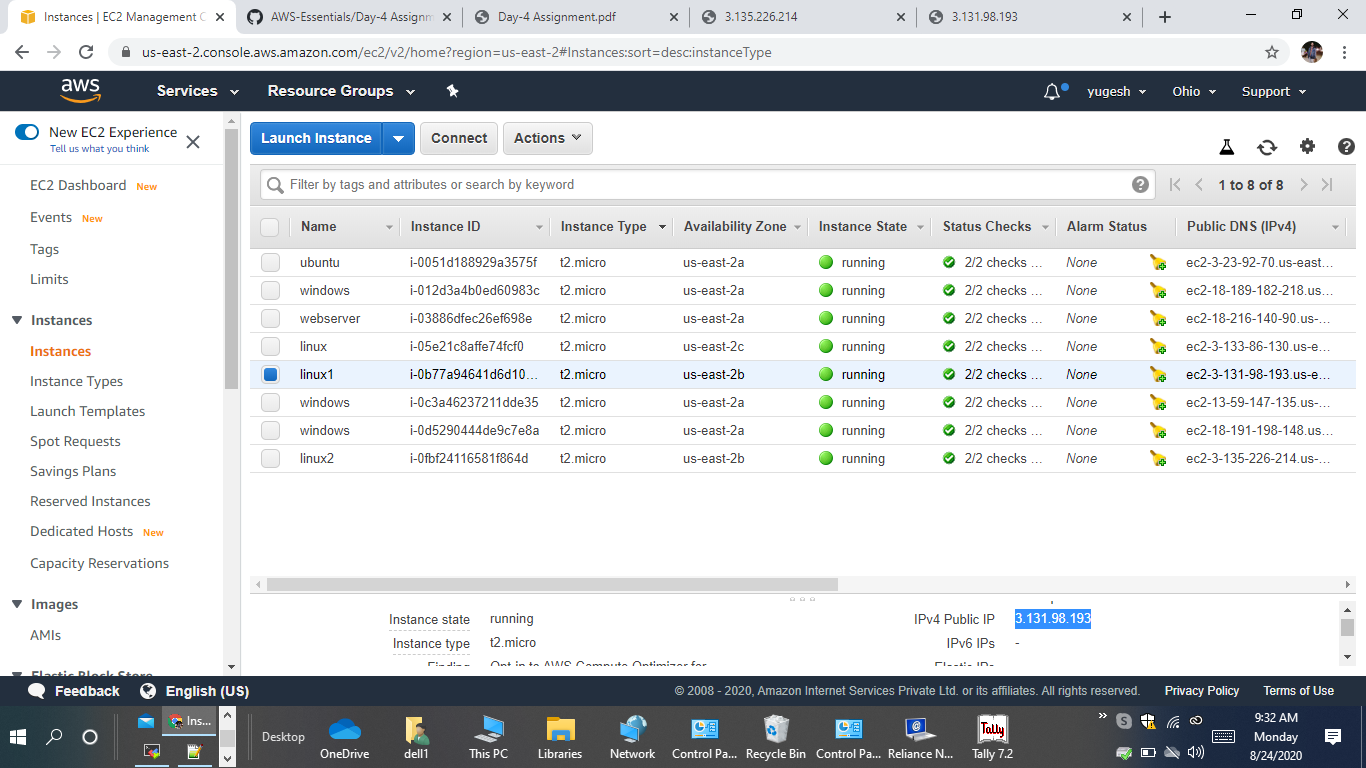 Instances | EC2 Management C
AWS-Essentials/Day-4 Assignm
Day-4 Assignment.pdf
3.135.226.214
3.131.98.193
us-east-2.console.aws.amazon.com/ec2/v2/home?region=us-east-2#Instances:sort=desc:instanceType
aws Services Resource Groups yugesh Ohio Support
New EC2 Experience
Tell us what you think
EC2 Dashboard New
Events New
Tags
Limits
Instances
Instances
Instance Types
Launch Templates
Spot Requests
Savings Plans
Reserved Instances
Dedicated Hosts New
Capacity Reservations
Images
AMIs
Elastic Block Store
Launch Instance Connect Actions
Filter by tags and attributes or search by keyword 1 to 8 of 8
Name Instance ID Instance Type Availability Zone Instance State Status Checks Alarm Status Public DNS (IPv4)
ubuntu i-0051d188929a3575f t2.micro us-east-2a running 2/2 checks ... None ec2-3-23-92-70.us-east...
windows i-012d3a4b0ed60983c t2.micro us-east-2a running 2/2 checks ... None ec2-18-189-182-218.us...
webserver i-03886dfec26ef698e t2.micro us-east-2a running 2/2 checks ... None ec2-18-216-140-90.us-...
linux i-05e21c8affe74fcf0 t2.micro us-east-2c running 2/2 checks ... None ec2-3-133-86-130.us-e...
linux1 i-0b77a94641d6d10... t2.micro us-east-2b running 2/2 checks ... None ec2-3-131-98-193.us-e...
windows i-0c3a46237211dde35 t2.micro us-east-2a running 2/2 checks ... None ec2-13-59-147-135.us-...
windows i-0d5290444de9c7e8a t2.micro us-east-2a running 2/2 checks ... None ec2-18-191-198-148.us...
linux2 i-0fbf24116581f864d t2.micro us-east-2b running 2/2 checks ... None ec2-3-135-226-214.us-...
Instance state running IPv4 Public IP 3.131.98.193
Instance type t2.micro IPv6 IPs -
Finding Opt-in to AWS Compute Optimizer for Elastic IPs
Feedback English (US) © 2008 - 2020, Amazon Internet Services Private Ltd. or its affiliates. All rights reserved. Privacy Policy Terms of Use
Ins... Desktop OneDrive dell1 This PC Libraries Network Control Pa... Recycle Bin Control Pa... Reliance N... Tally 7.2
Tally
9:32 AM
Monday
8/24/2020